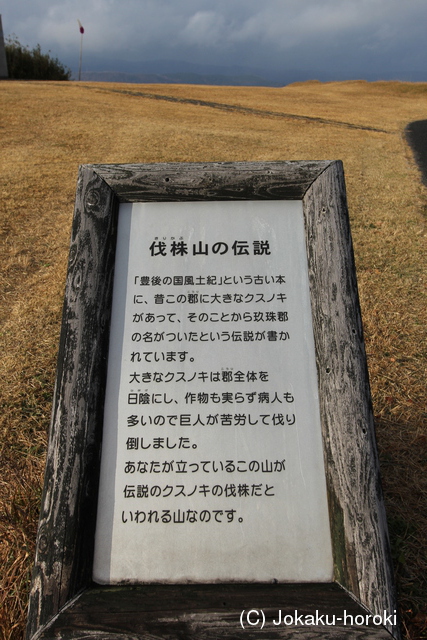 伐株山の伝説
「豊後の国風土紀」という古い本
に、昔この郡に大きなクスノキ
があって、そのことから玖珠郡
の名がついたという伝説が書か
れています。
大きなクスノキは郡全体を
日陰にし、作物も実らず病人も
多いので巨人が苦労して伐り
倒しました。
あなたが立っているこの山が
伝説のクスノキの伐株だと
いわれる山なのです。
(C) Jokaku-horoki